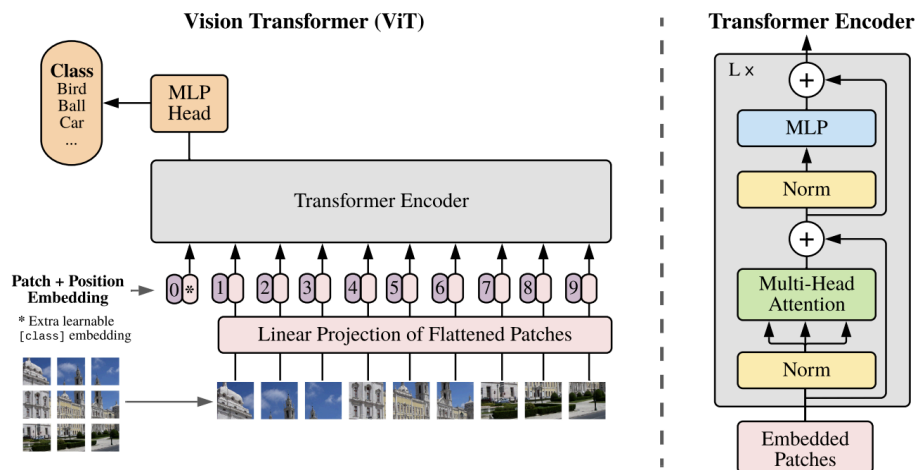 Vision Transformer (ViT)
Class
Bird
Ball
Car
...
MLP
Head
Transformer Encoder
0 * 1 2 3 4 5 6 7 8 9
Patch + Position
Embedding
* Extra learnable
[class] embedding
Linear Projection of Flattened Patches
Transformer Encoder
L ×
+
MLP
Norm
+
Multi-Head
Attention
Norm
Embedded
Patches